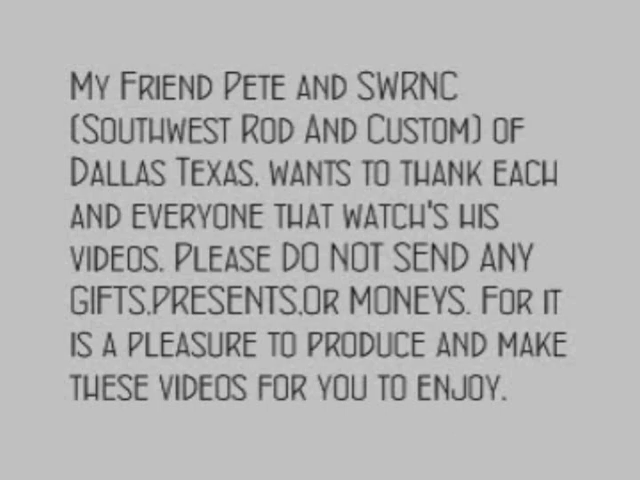 My Friend Pete and SWRNC
(Southwest Rod And Custom) of
Dallas Texas. wants to thank each
and everyone that watch's his
videos. Please DO NOT SEND ANY
GIFTS.PRESENTS.Or MONEYS. For it
is a pleasure to produce and make
these videos for you to enjoy.